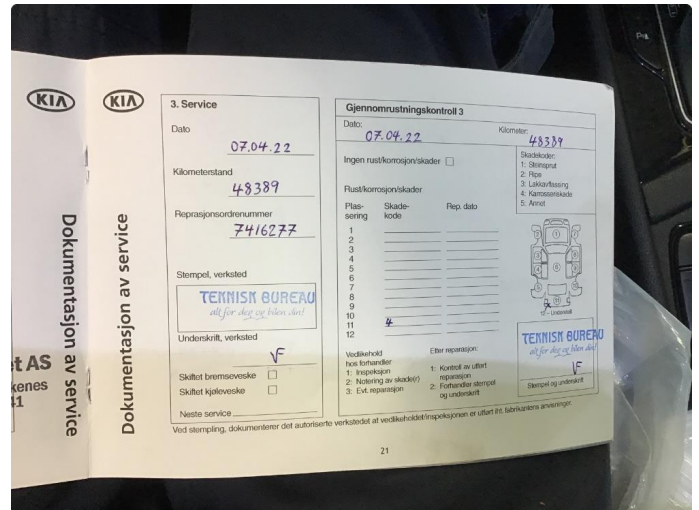 KIA
KIA
Dokumentasjon av service
Dokumentasjon av service
t AS
kenes
41
3. Service
Dato
07.04.22
Kilometerstand
48389
Reprasjonsordrenummer
7416277
Stempel, verksted
TEKNISK BUREAU
alt for deg og bilen din!
Underskrift, verksted
VF
Skiftet bremseveske
Skiftet kjøleveske
Neste service
Gjennomrustningskontroll 3
Dato:
07.04.22
Kilometer:
48389
Ingen rust/korrosjon/skader
Skadekoder:
1: Steinsprut
2: Ripe
3: Lakkavflassing
4: Karosseriskade
5: Annet
Rust/korrosjon/skader
Plas-sering Skade-kode Rep. dato
1
2
3
4
5
6
7
8
9
10
11 4
12
12 - Understell
Vedlikehold
hos forhandler
1: Inspeksjon
2: Notering av skade(r)
3: Evt. reparasjon
Etter reparasjon:
1: Kontroll av utført
reparasjon
2: Forhandler stempel
og underskrift
TEKNISK BUREAU
alt for deg og bilen din!
VF
Stempel og underskrift
Ved stempling, dokumenterer det autoriserte verkstedet at vedlikeholdet/inspeksjonen er utført iht. fabrikantens anvisninger.
21